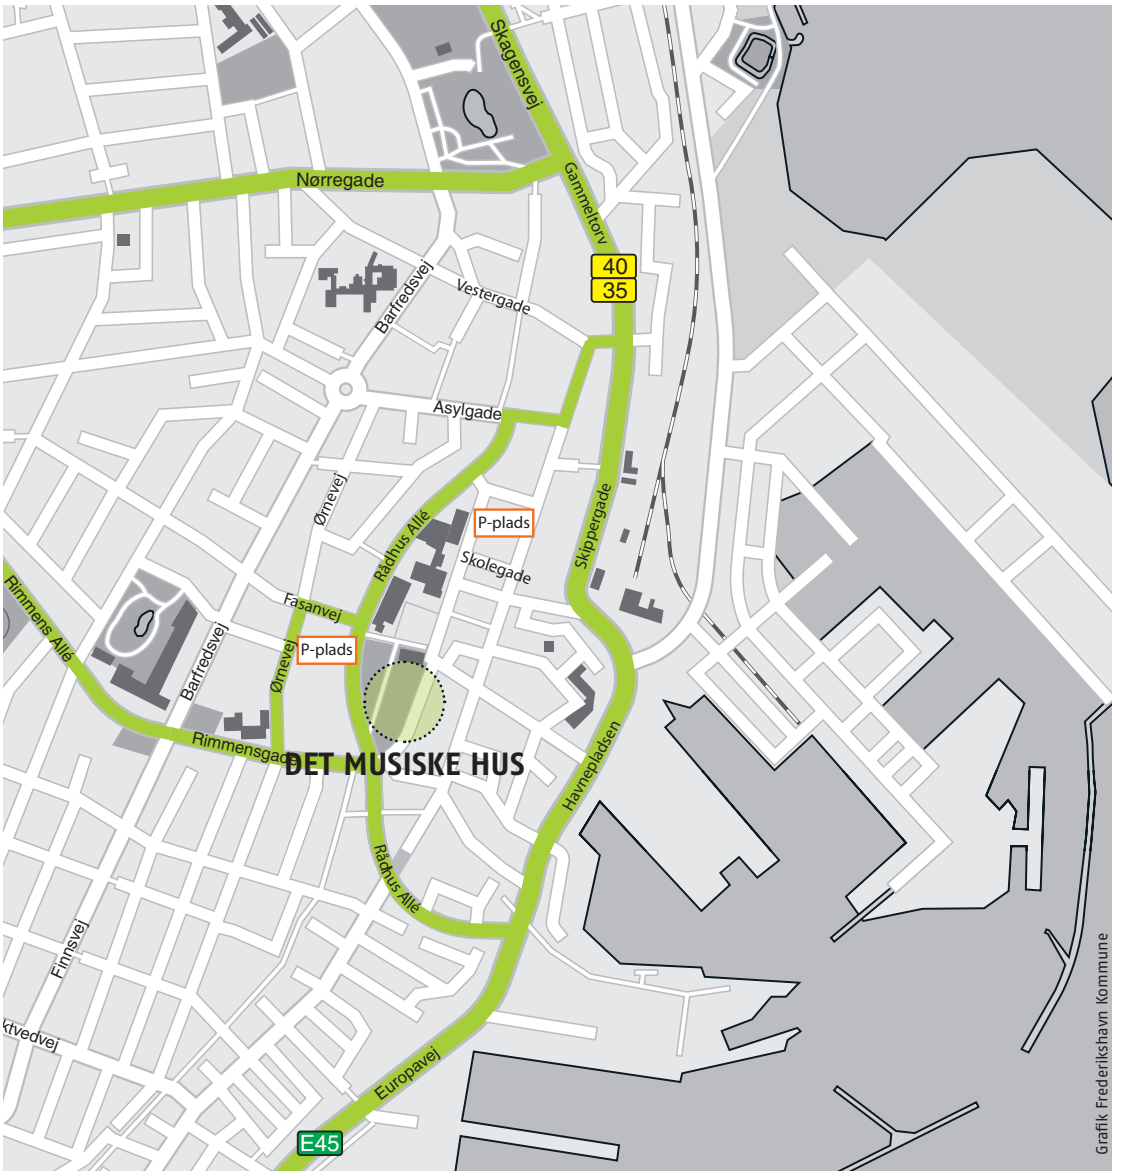 Skagensvej
Nørregade
Gammeltorv
40
35
Barfredsvej
Vestergade
Asylgade
Ørnevej
Rådhus Allé
P-plads
Skippergade
Skolegade
Fasanvej
Rimmens Allé
Barfredsvej
Ørnevej
P-plads
Rimmensgade
DET MUSISKE HUS
Havnepladsen
Rådhus Allé
Finnsvej
ktvedvej
Europavej
E45
Grafik Frederikshavn Kommune